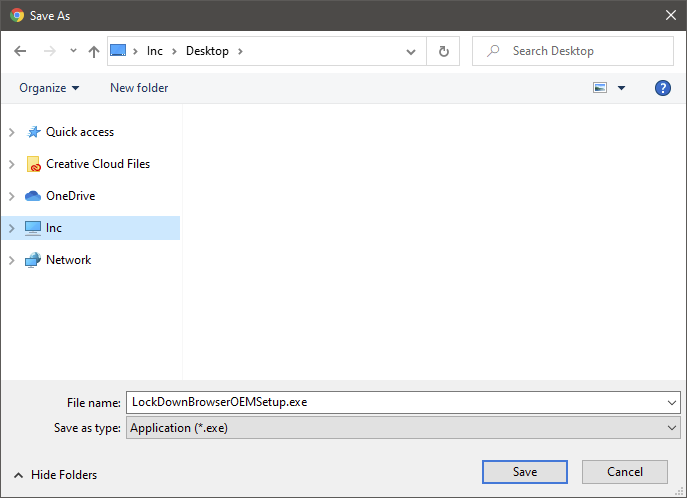 Save As
Inc Desktop
Search Desktop
Organize
New folder
?
Quick access
Creative Cloud Files
OneDrive
Inc
Network
File name: LockDownBrowserOEMSetup.exe
Save as type: Application (*.exe)
Hide Folders
Save
Cancel